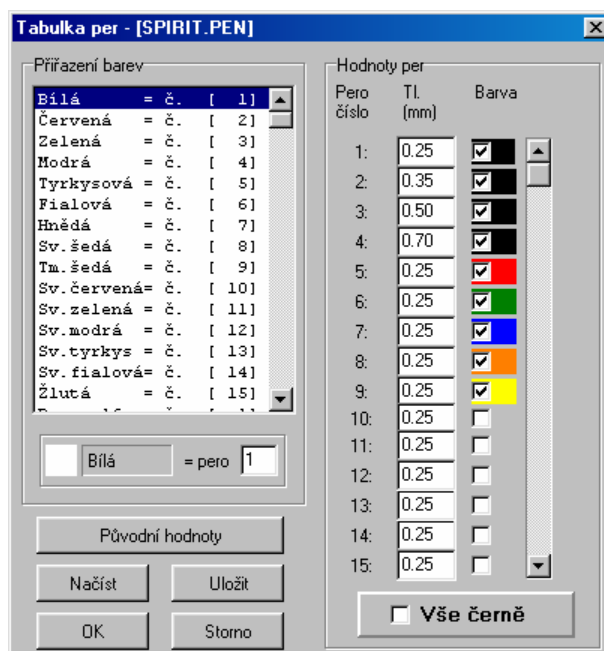 Tabulka per - [SPIRIT.PEN]
Přiřazení barev
Bílá = č. [ 1]
Červená = č. [ 2]
Zelená = č. [ 3]
Modrá = č. [ 4]
Tyrkysová = č. [ 5]
Fialová = č. [ 6]
Hnědá = č. [ 7]
Sv.šedá = č. [ 8]
Tm.šedá = č. [ 9]
Sv.červená= č. [ 10]
Sv.zelená = č. [ 11]
Sv.modrá = č. [ 12]
Sv.tyrkys = č. [ 13]
Sv.fialová= č. [ 14]
Žlutá = č. [ 15]
Bílá = pero 1
Původní hodnoty
Načíst Uložit
OK Storno
Hodnoty per
Pero Tl. Barva
číslo (mm)
1: 0.25
2: 0.35
3: 0.50
4: 0.70
5: 0.25
6: 0.25
7: 0.25
8: 0.25
9: 0.25
10: 0.25
11: 0.25
12: 0.25
13: 0.25
14: 0.25
15: 0.25
Vše černě